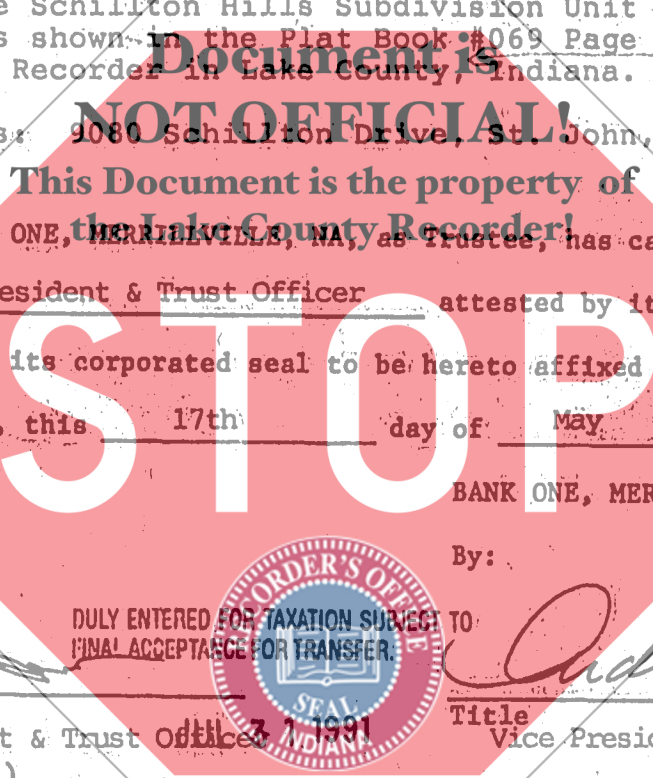 e Schillton Hills Subdivision Unit
s shown in the Plat Book #069 Page
Document is
Recorder in Lake County, Indiana.
NOT OFFICIAL!
s: 9080 Schillton Drive, St. John,
This Document is the property of
the Lake County Recorder!
ONE, MERRILLVILLE, NA, as Trustee, has ca
esident & Trust Officer attested by it
STOP
its corporated seal to be hereto affixed
, this 17th day of May
BANK ONE, MER
By:
RECORDER'S OFFICE
DULY ENTERED FOR TAXATION SUBJECT TO
FINAL ACCEPTANCE FOR TRANSFER.
SEAL
INDIANA
JUL 31 1991
Title
t & Trust Officer Vice Presid